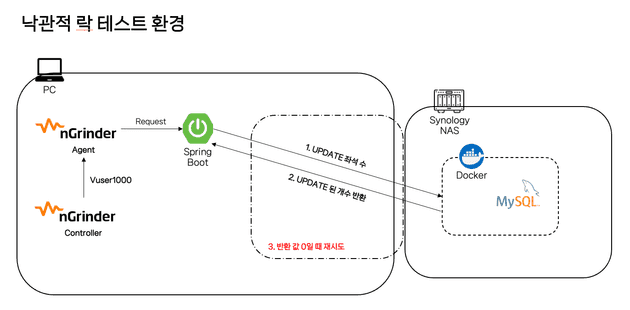 낙관적 락 테스트 환경
PC
Synology
NAS
nGrinder
Agent
Request
Spring
Boot
1. UPDATE 좌석 수
2. UPDATE 된 개수 반환
Docker
MySQL
Vuser1000
nGrinder
Controller
3. 반환 값 0일 때 재시도